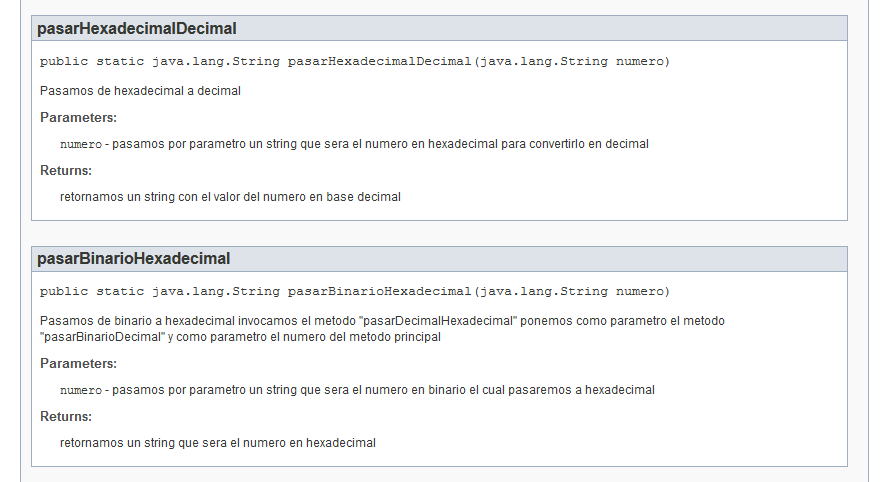 pasarHexadecimalDecimal
public static java.lang.String pasarHexadecimalDecimal(java.lang.String numero)
Pasamos de hexadecimal a decimal
Parameters:
numero - pasamos por parametro un string que sera el numero en hexadecimal para convertirlo en decimal
Returns:
retornamos un string con el valor del numero en base decimal
pasarBinarioHexadecimal
public static java.lang.String pasarBinarioHexadecimal(java.lang.String numero)
Pasamos de binario a hexadecimal invocamos el metodo "pasarDecimalHexadecimal" ponemos como parametro el metodo
"pasarBinarioDecimal" y como parametro el numero del metodo principal
Parameters:
numero - pasamos por parametro un string que sera el numero en binario el cual pasaremos a hexadecimal
Returns:
retornamos un string que sera el numero en hexadecimal